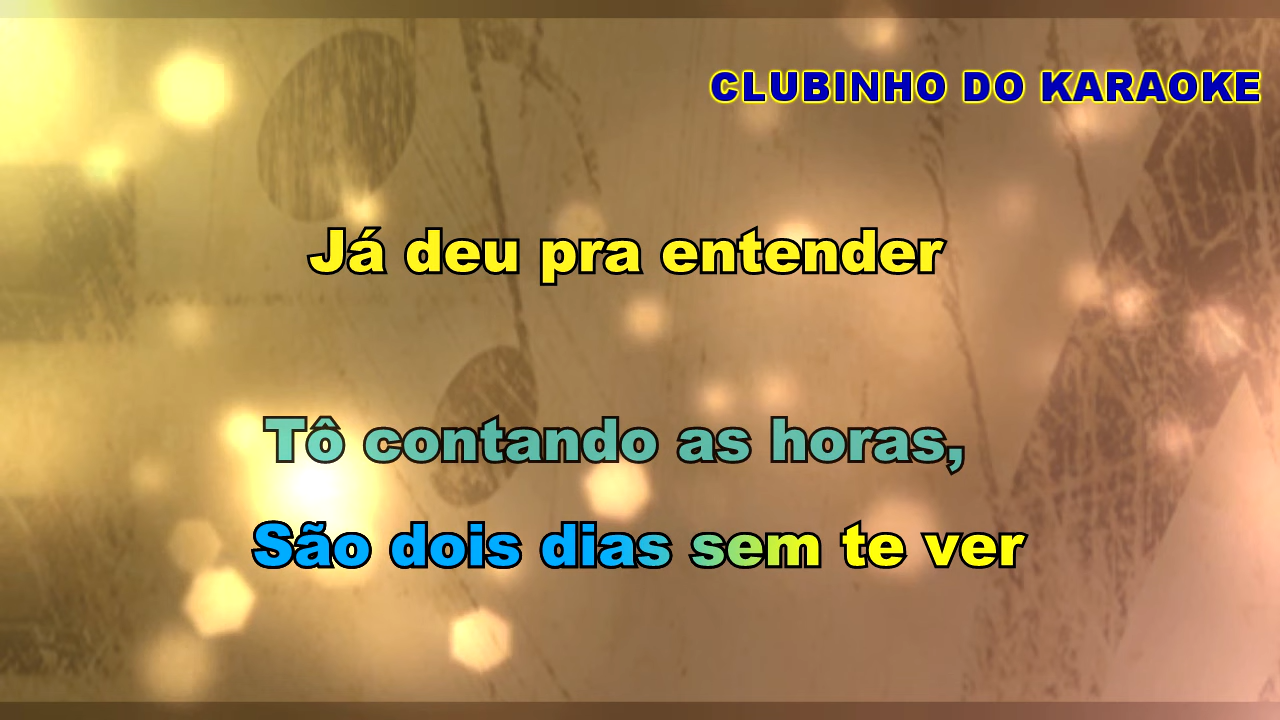 CLUBINHO DO KARAOKE
Já deu pra entender
Tô contando as horas,
São dois dias sem te ver